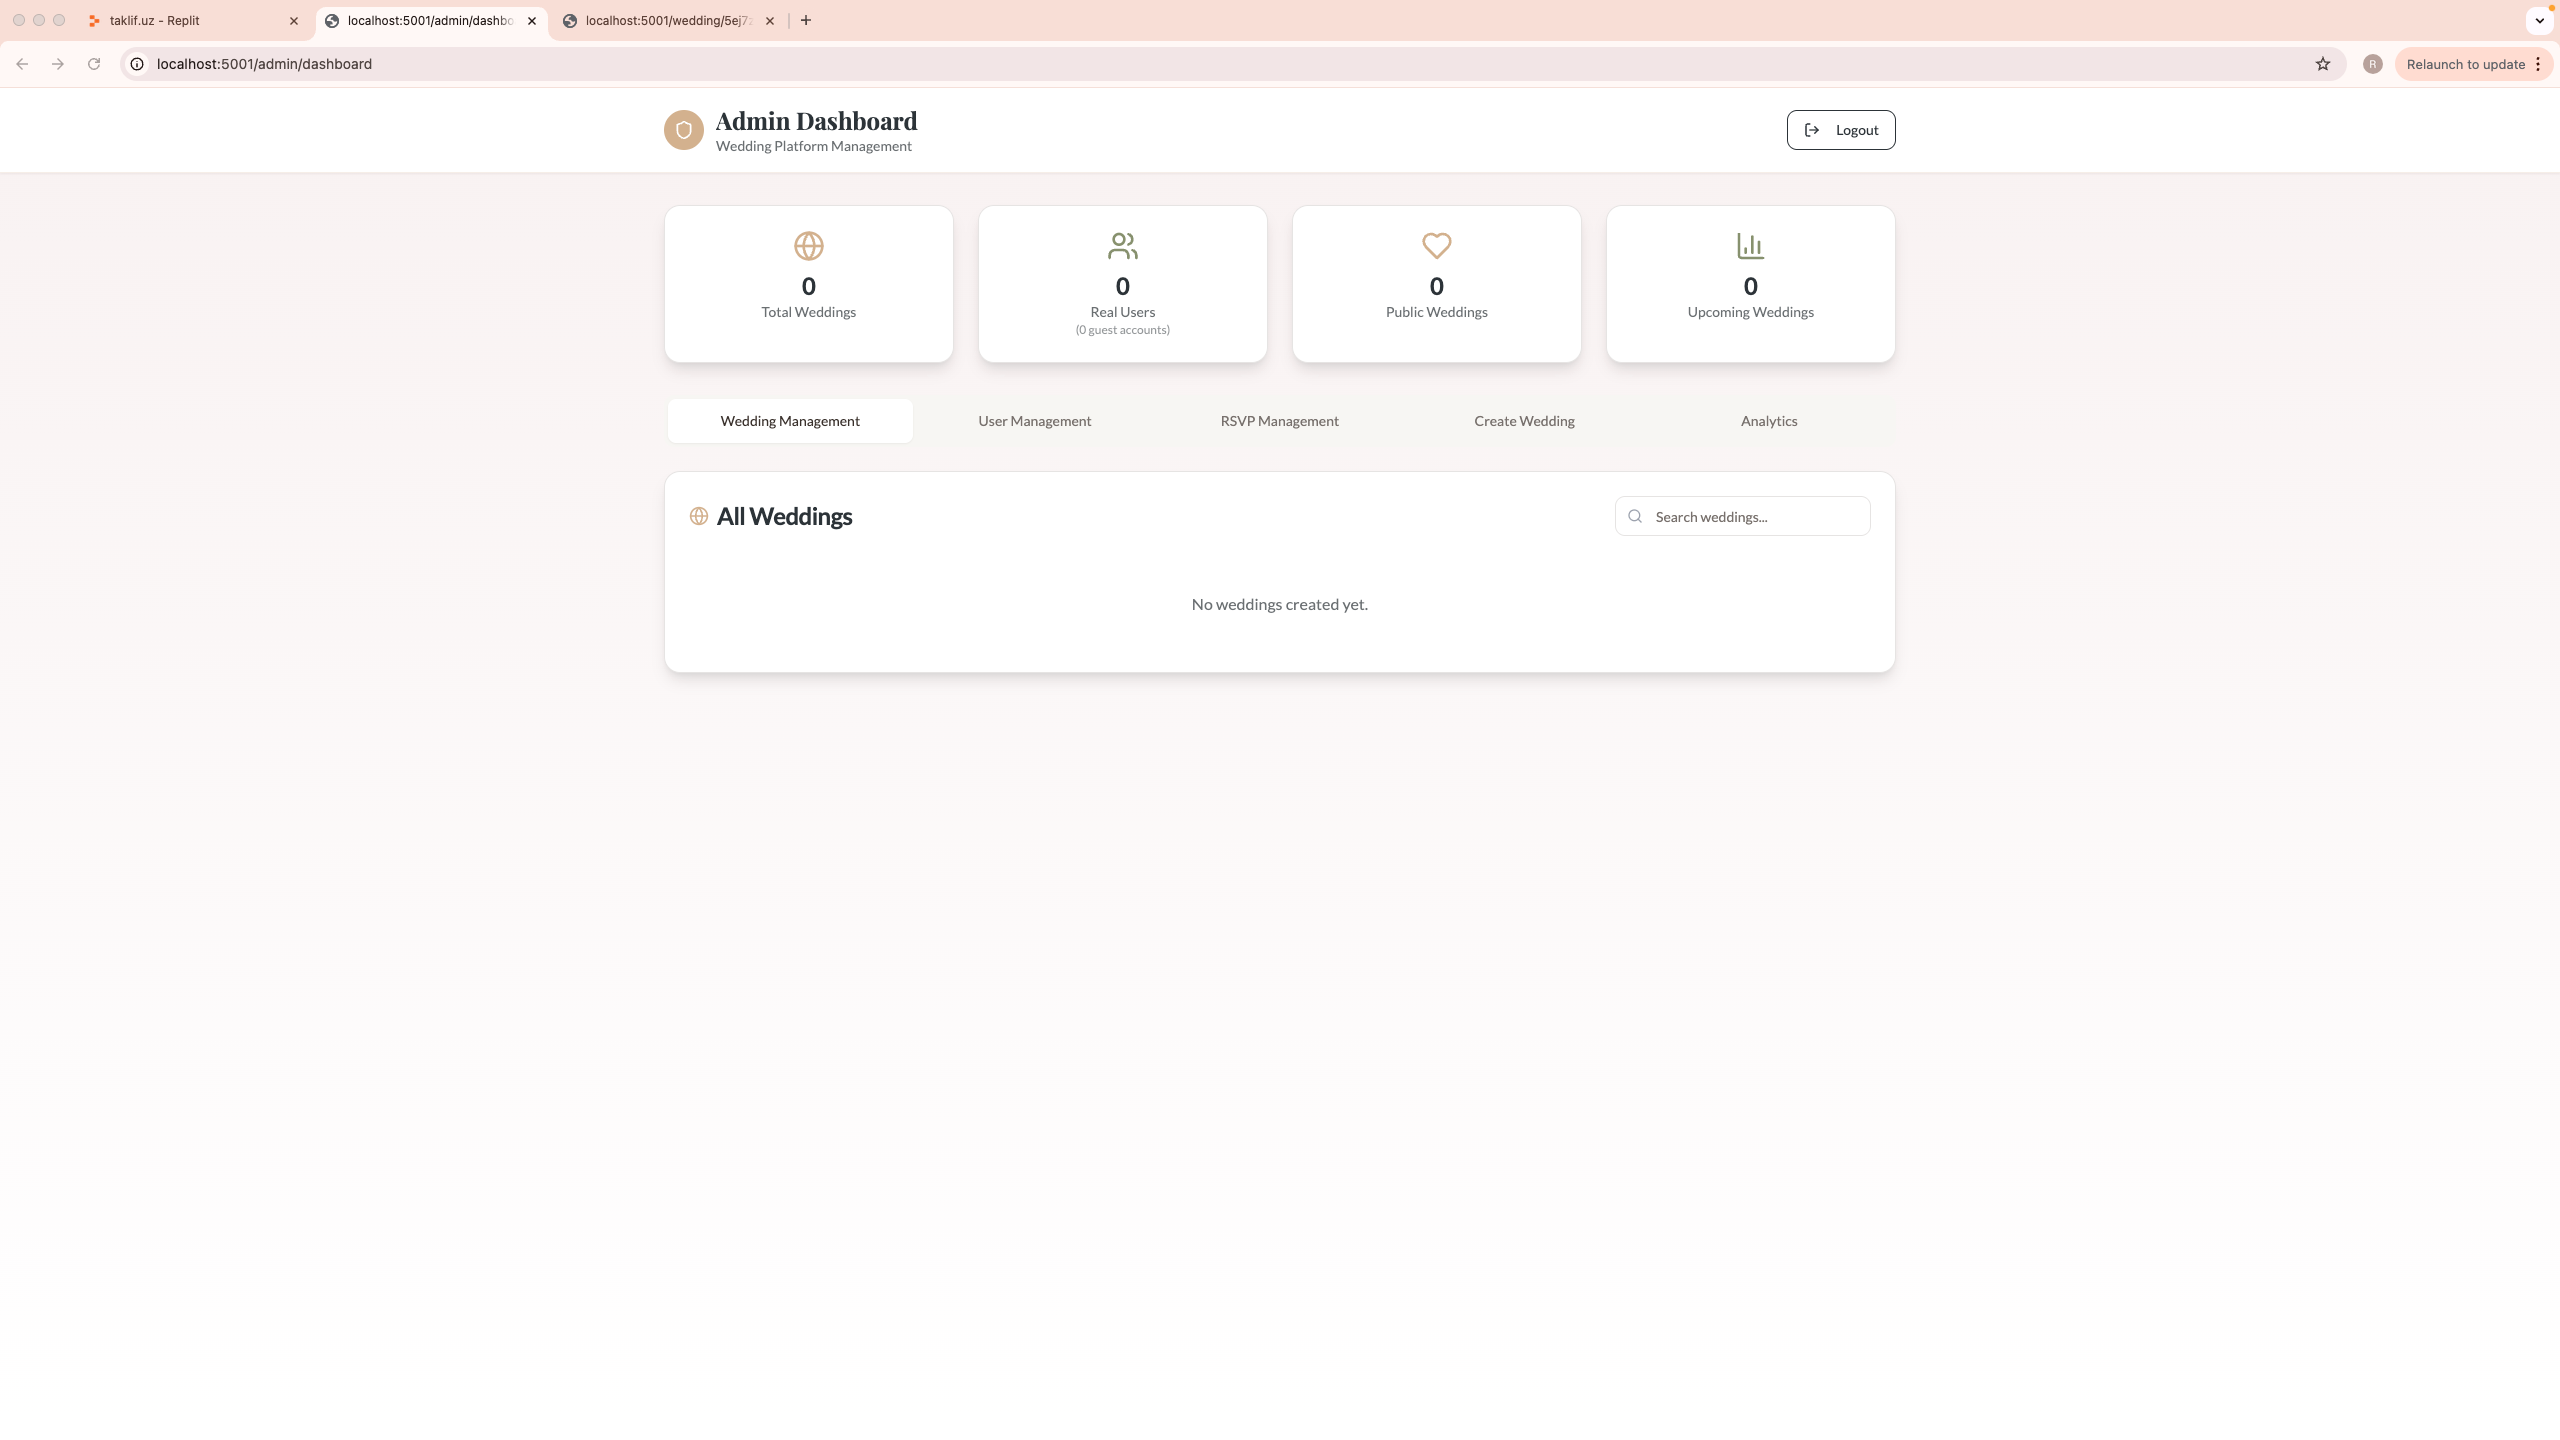 taklif.uz - Replit
localhost:5001/admin/dashbo
localhost:5001/wedding/5ej7
localhost:5001/admin/dashboard
R
Relaunch to update
Admin Dashboard
Wedding Platform Management
Logout
0
Total Weddings
0
Real Users
(0 guest accounts)
0
Public Weddings
0
Upcoming Weddings
Wedding Management
User Management
RSVP Management
Create Wedding
Analytics
All Weddings
Search weddings...
No weddings created yet.